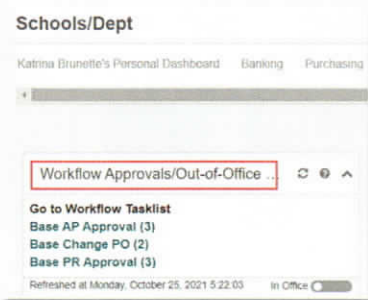 Schools/Dept
Katrina Brunette's Personal Dashboard Banking Purchasing
Workflow Approvals/Out-of-Office ...
Go to Workflow Tasklist
Base AP Approval (3)
Base Change PO (2)
Base PR Approval (3)
Refreshed at Monday, October 25, 2021 5:22:03 In Office